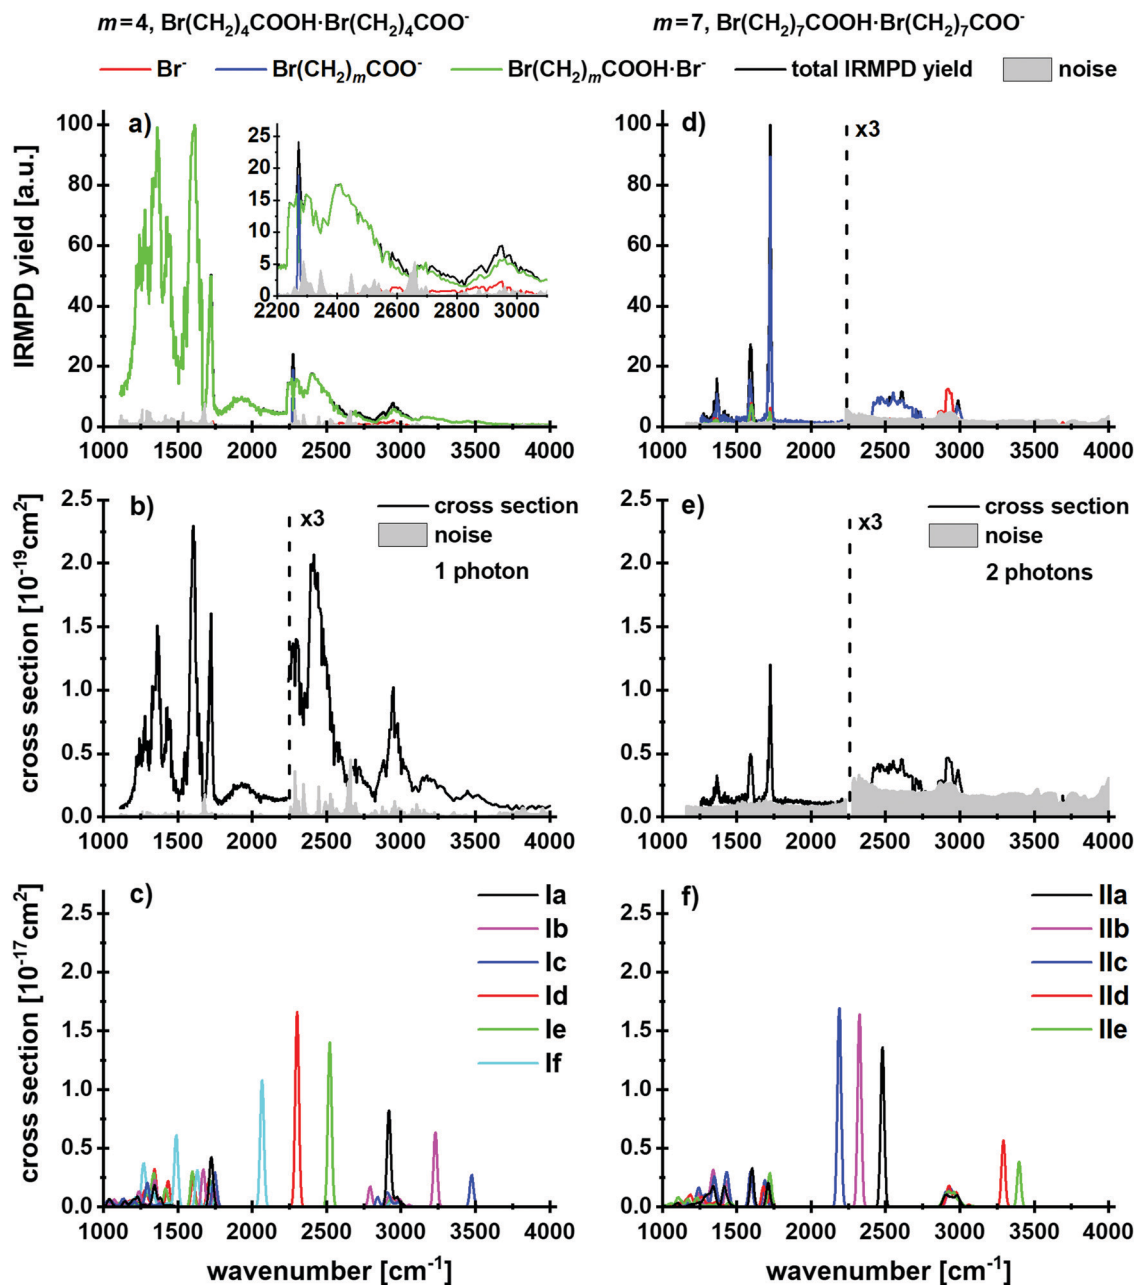 m=4, Br(CH₂)₄COOH·Br(CH₂)₄COO⁻
m=7, Br(CH₂)₇COOH·Br(CH₂)₇COO⁻
Br⁻ Br(CH₂)ₘCOO⁻ Br(CH₂)ₘCOOH·Br⁻ total IRMPD yield noise
a)
IRMPD yield [a.u.]
100
80
60
40
20
0
25
20
15
10
5
0
2200 2400 2600 2800 3000
1000 1500 2000 2500 3000 3500 4000
d)
x3
100
80
60
40
20
0
1000 1500 2000 2500 3000 3500 4000
b)
cross section [10⁻¹⁹cm²]
2.5
2.0
1.5
1.0
0.5
0.0
x3
cross section
noise
1 photon
1000 1500 2000 2500 3000 3500 4000
e)
2.5
2.0
1.5
1.0
0.5
0.0
x3
cross section
noise
2 photons
1000 1500 2000 2500 3000 3500 4000
c)
cross section [10⁻¹⁷cm²]
2.5
2.0
1.5
1.0
0.5
0.0
Ia
Ib
Ic
Id
Ie
If
1000 1500 2000 2500 3000 3500 4000
wavenumber [cm⁻¹]
f)
2.5
2.0
1.5
1.0
0.5
0.0
IIa
IIb
IIc
IId
IIe
1000 1500 2000 2500 3000 3500 4000
wavenumber [cm⁻¹]